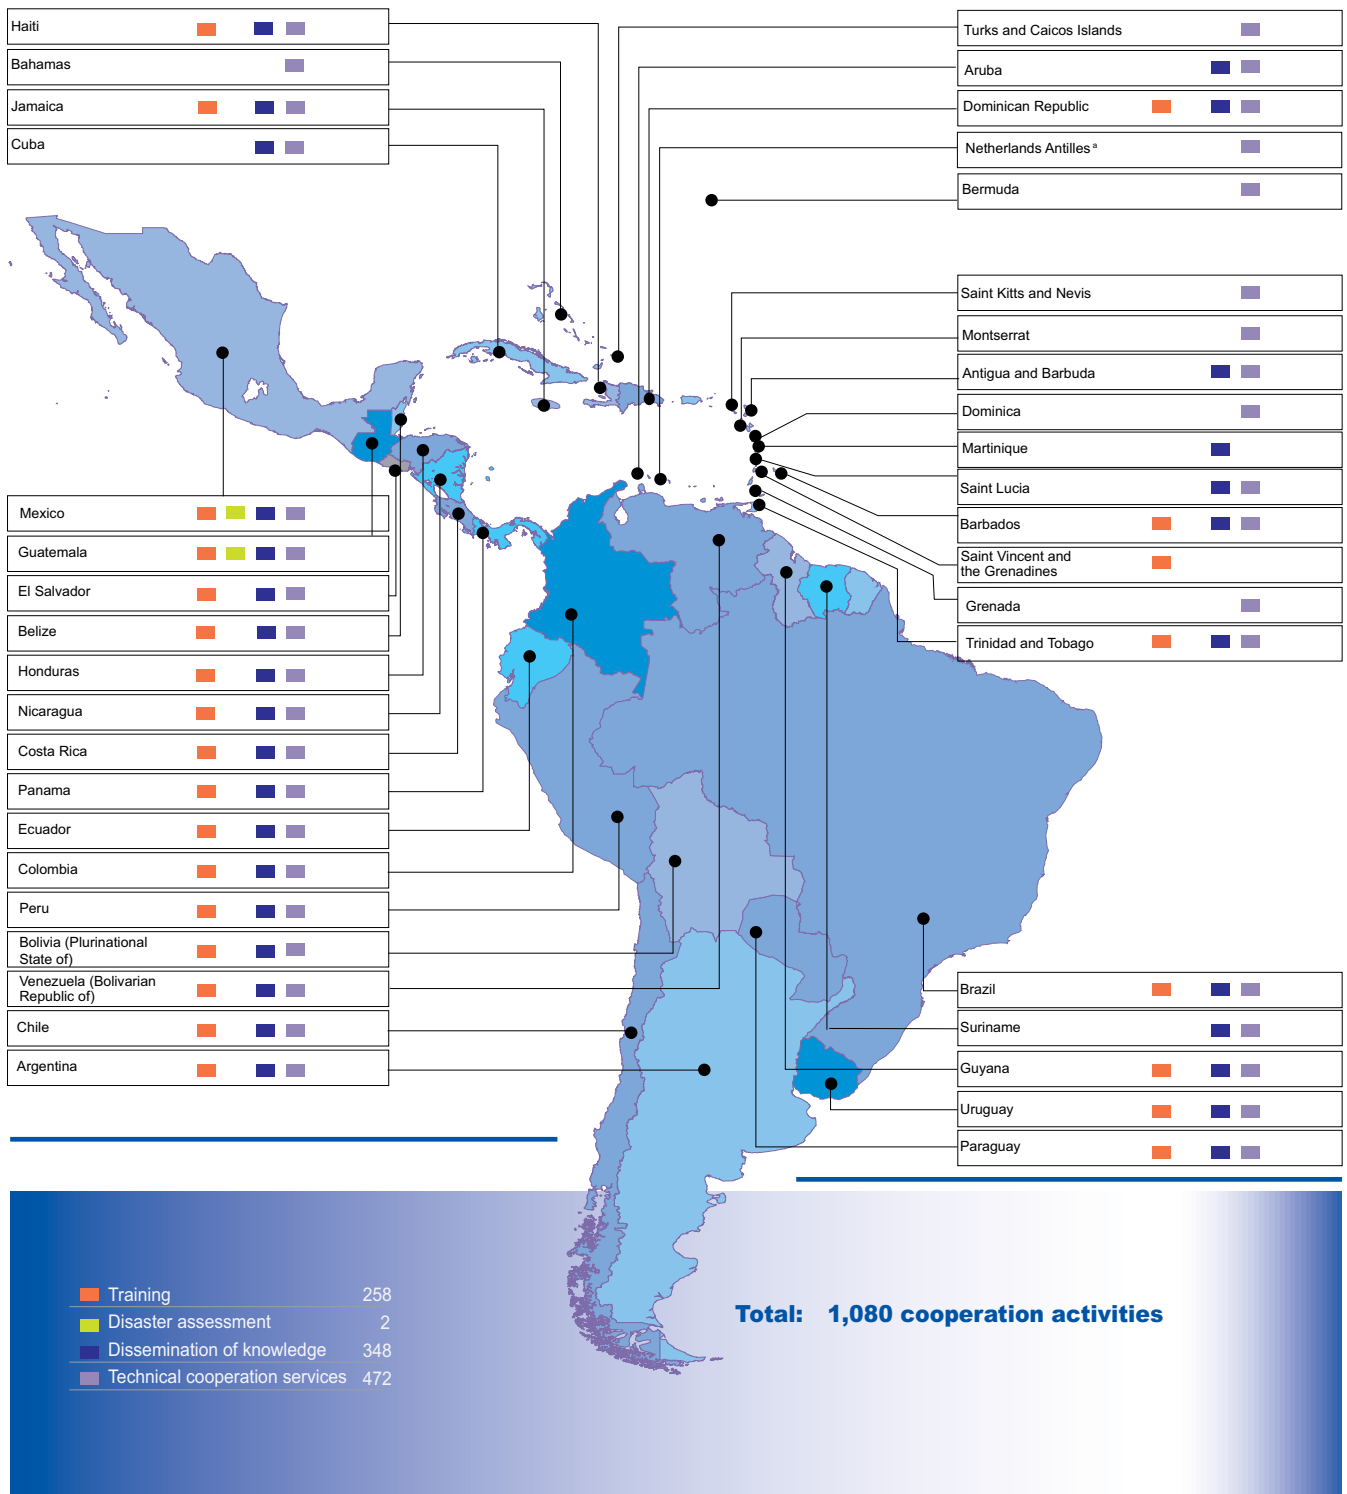 Haiti
Bahamas
Jamaica
Cuba
Turks and Caicos Islands
Aruba
Dominican Republic
Netherlands Antilles a
Bermuda
Saint Kitts and Nevis
Montserrat
Antigua and Barbuda
Dominica
Martinique
Saint Lucia
Barbados
Saint Vincent and
the Grenadines
Grenada
Trinidad and Tobago
Mexico
Guatemala
El Salvador
Belize
Honduras
Nicaragua
Costa Rica
Panama
Ecuador
Colombia
Peru
Bolivia (Plurinational
State of)
Venezuela (Bolivarian
Republic of)
Chile
Argentina
Brazil
Suriname
Guyana
Uruguay
Paraguay
Training 258
Disaster assessment 2
Dissemination of knowledge 348
Technical cooperation services 472
Total: 1,080 cooperation activities